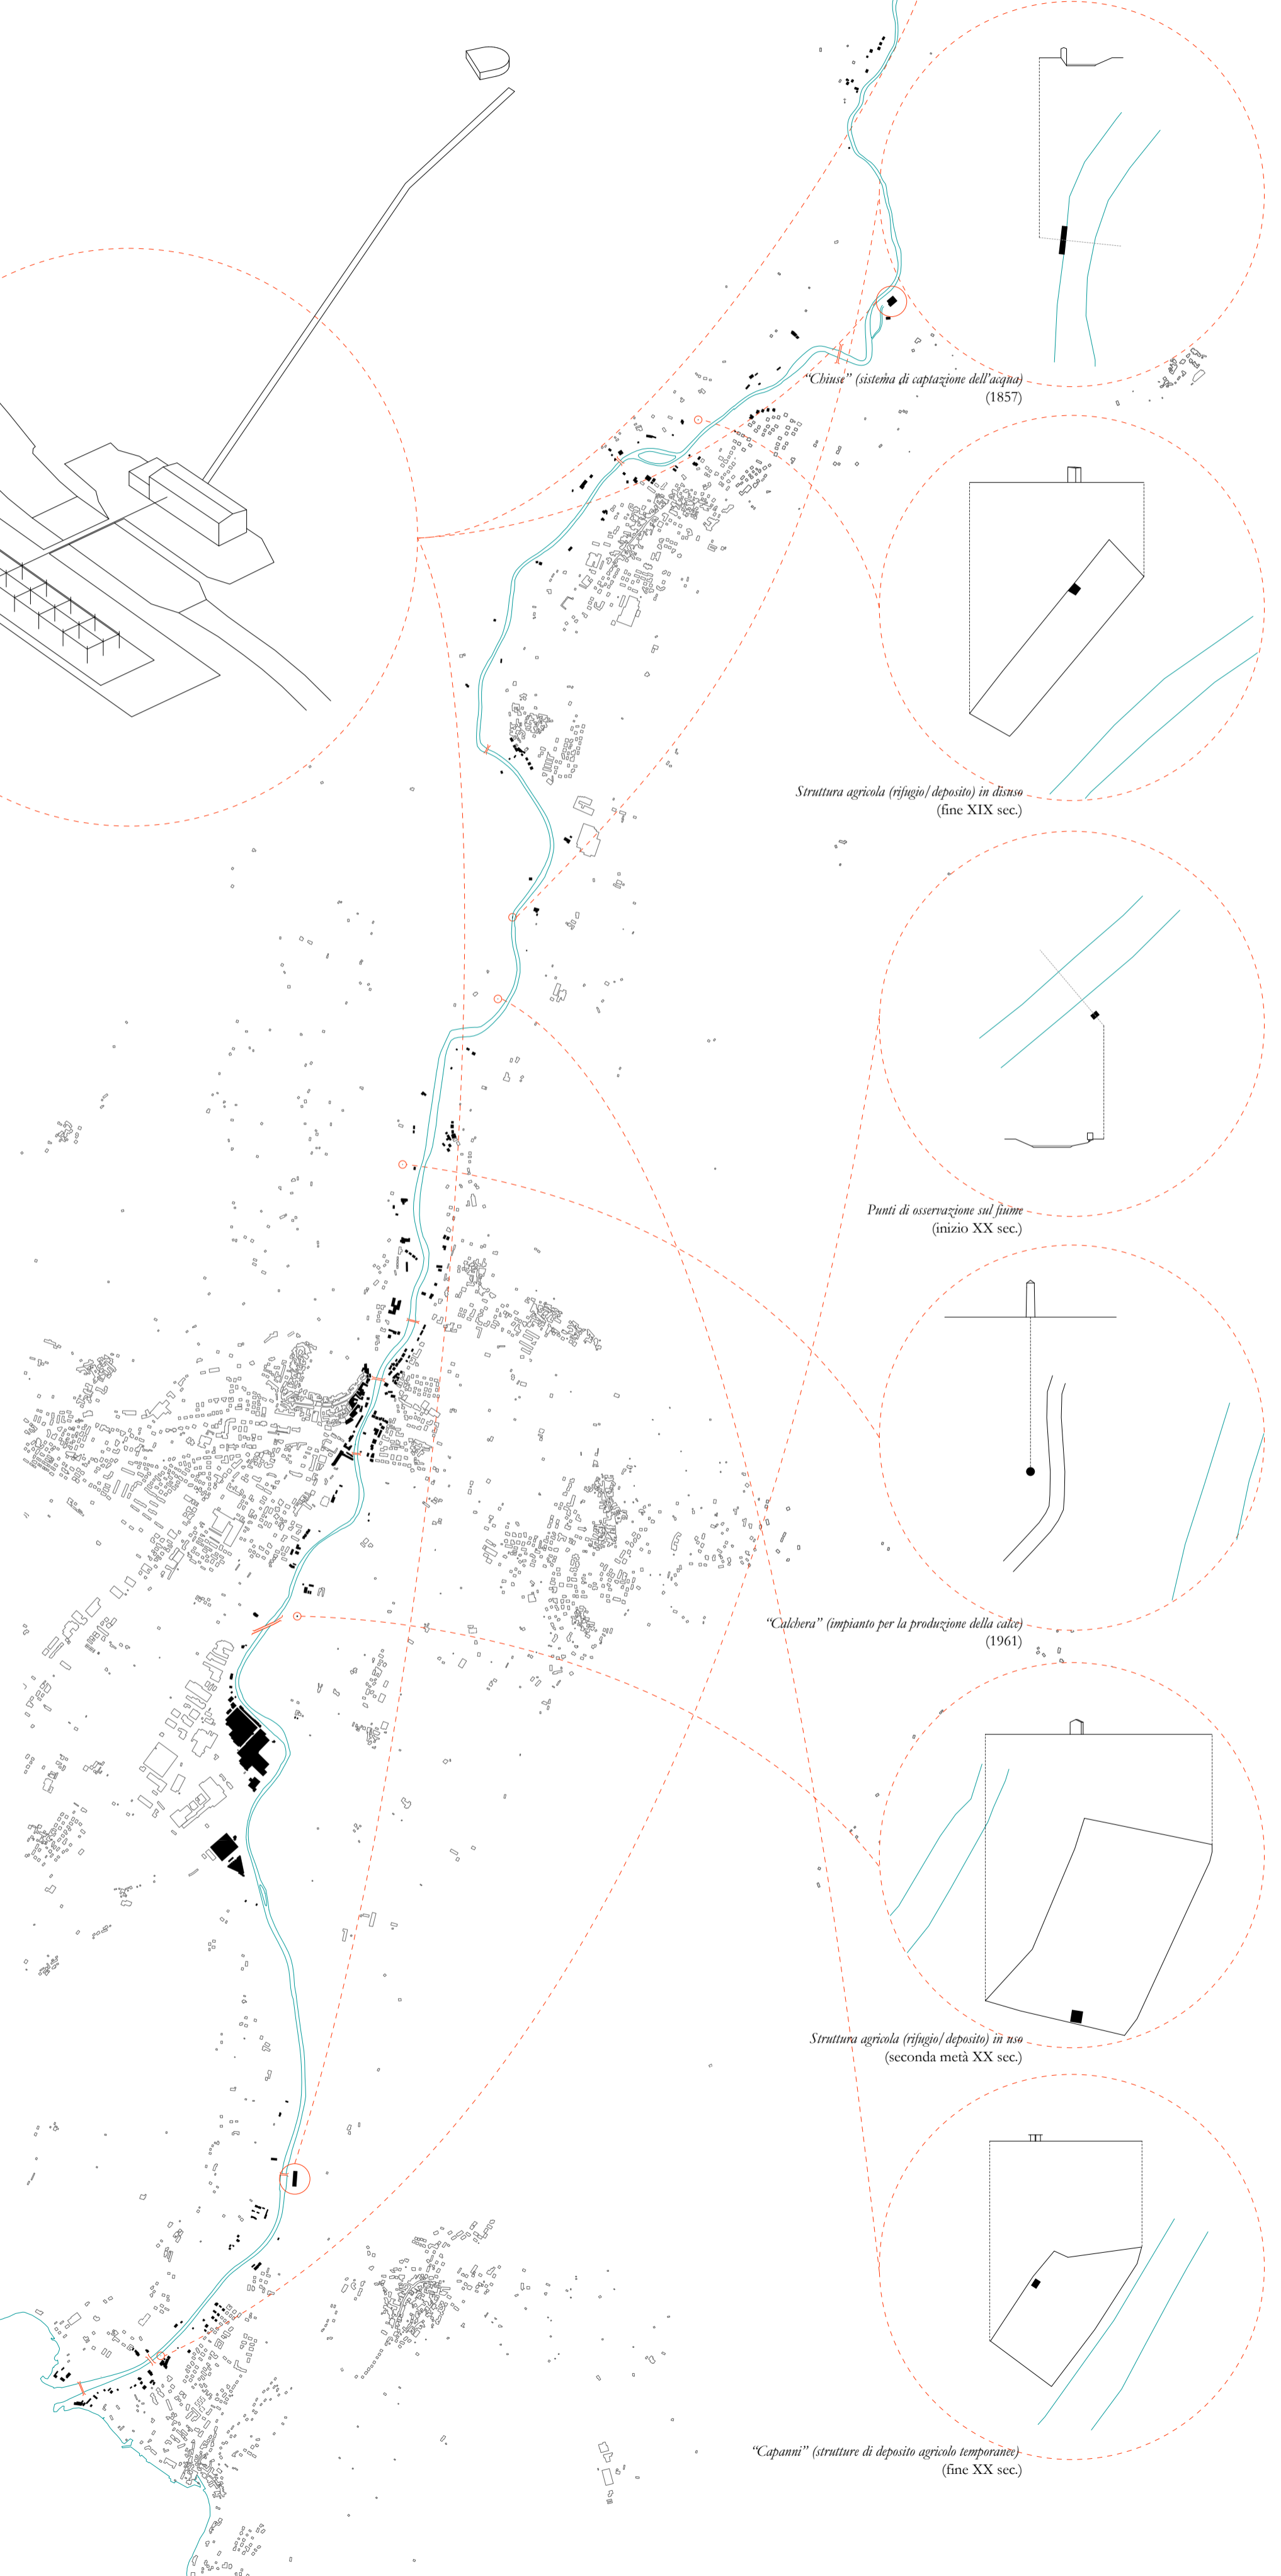 “Chiuse” (sistema di captazione dell’acqua)
(1857)
Struttura agricola (rifugio/deposito) in disuso
(fine XIX sec.)
Punti di osservazione sul fiume
(inizio XX sec.)
“Calchera” (impianto per la produzione della calce)
(1961)
Struttura agricola (rifugio/deposito) in uso
(seconda metà XX sec.)
“Capanni” (strutture di deposito agricolo temporanee)
(fine XX sec.)